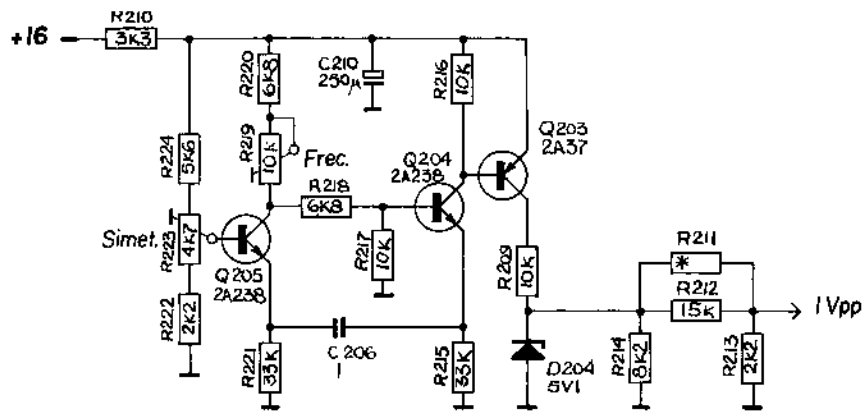 +16
R210
3K3
R220
6K8
C210
250μ
R216
10K
Q203
2A37
R224
5K6
R219
10K
Frec.
Q204
2A238
R218
6K8
R211
*
Simet.
R223
4K7
R217
10K
R209
10K
R212
15K
1Vpp
Q205
2A238
R222
2K2
R221
33K
C206
1
R215
33K
D204
5V1
R214
8K2
R213
2K2